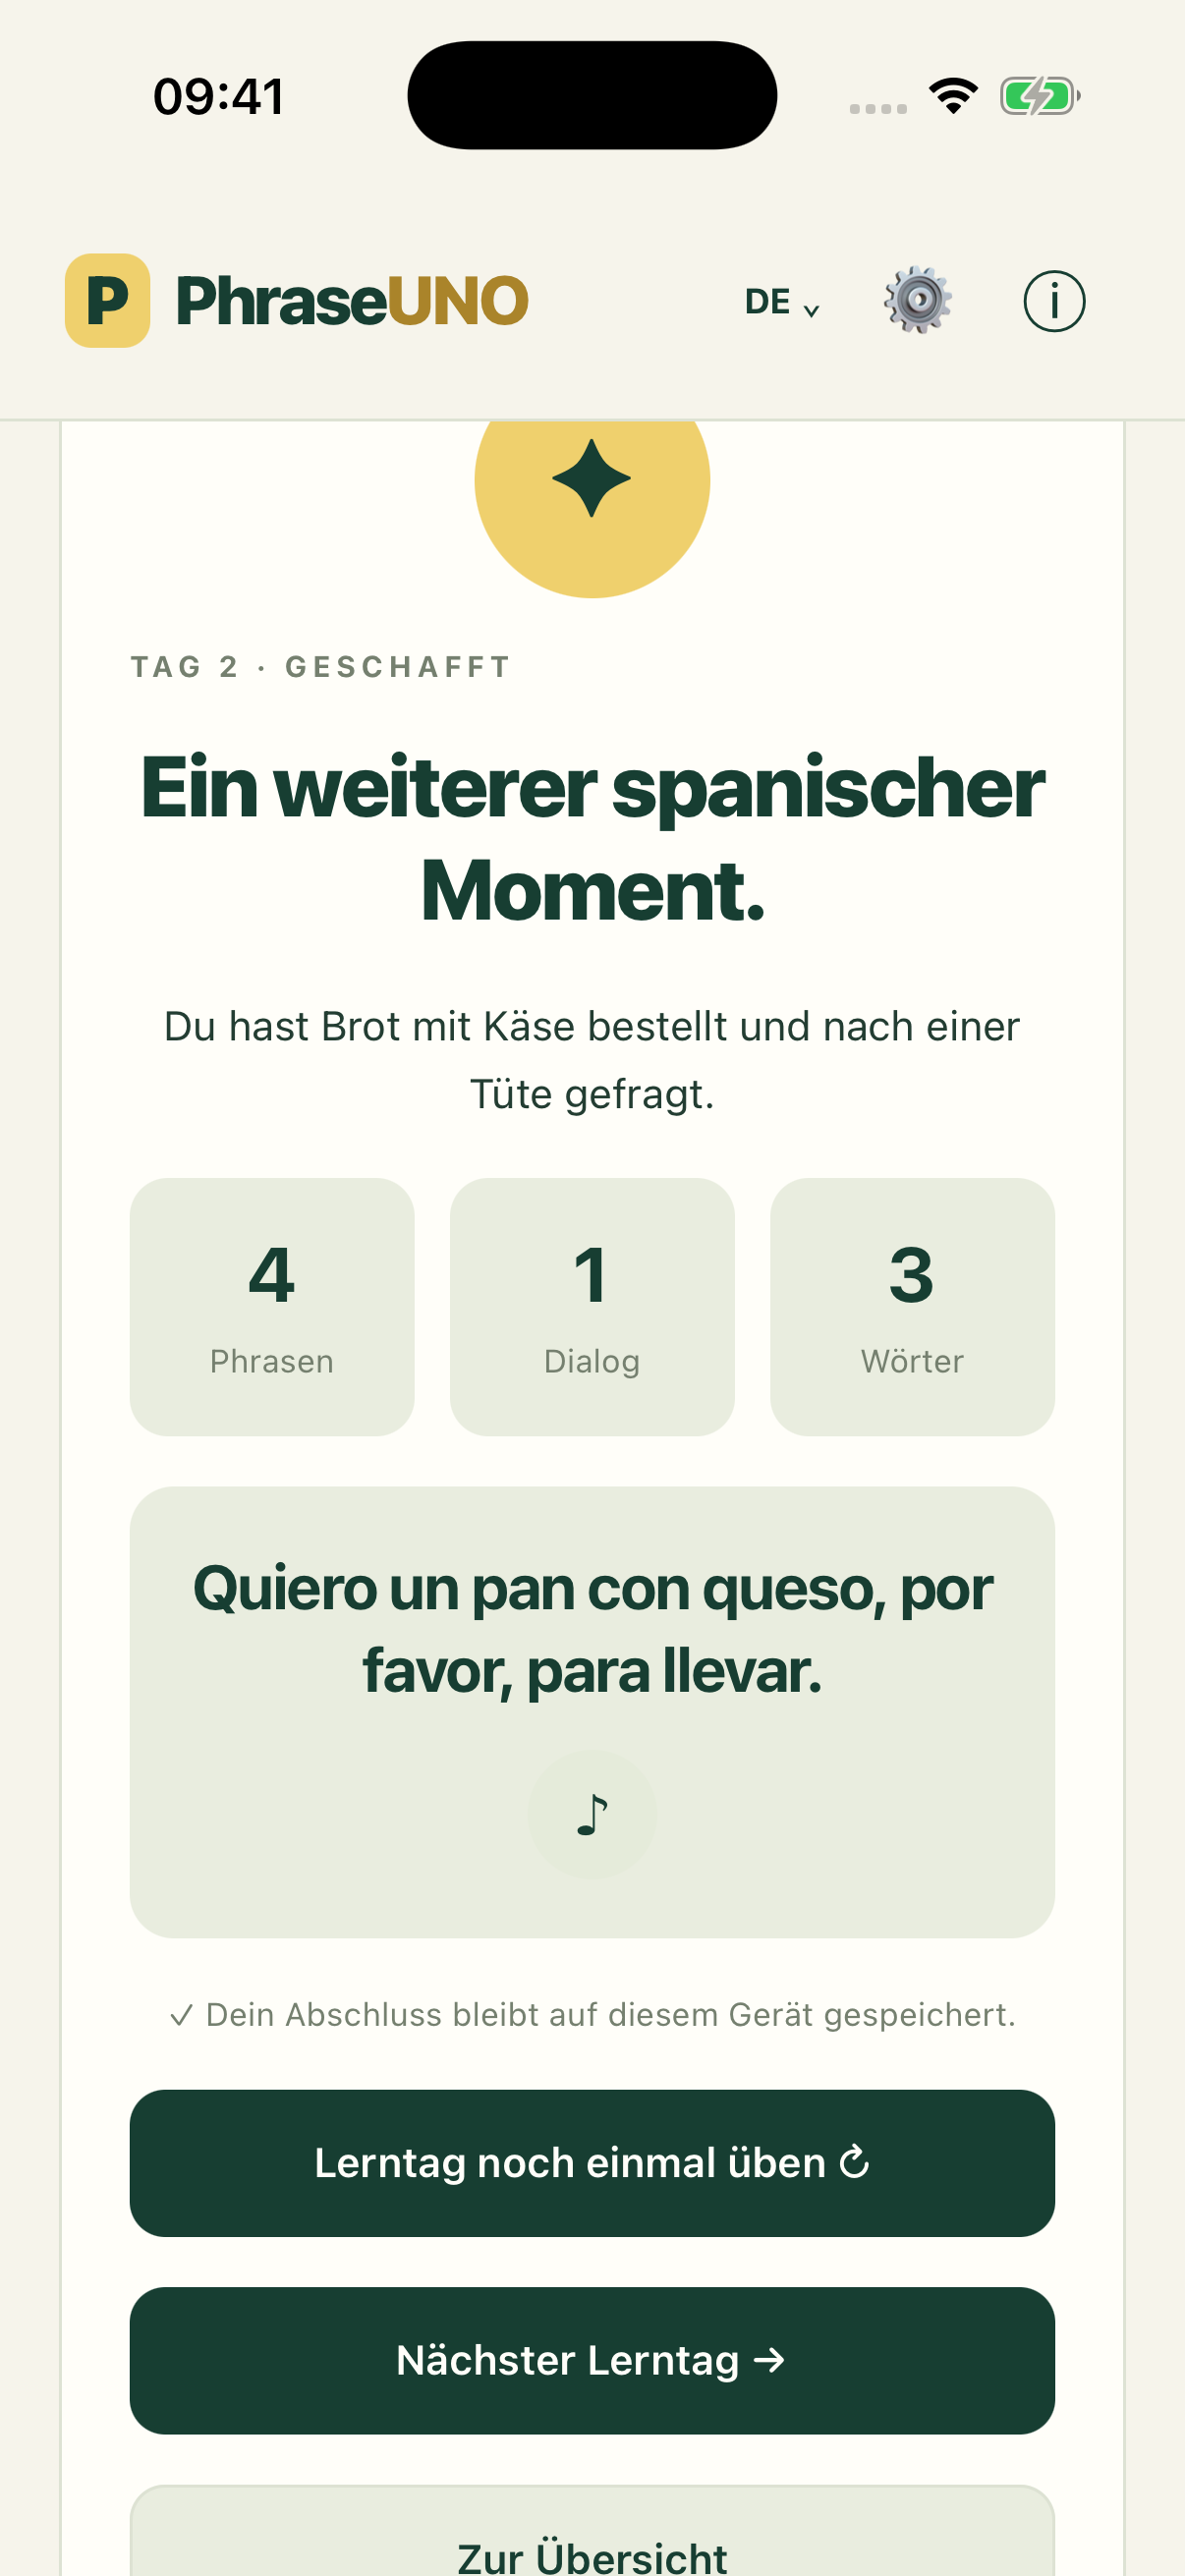 09:41
P PhraseUNO DE
TAG 2 · GESCHAFFT
Ein weiterer spanischer
Moment.
Du hast Brot mit Käse bestellt und nach einer
Tüte gefragt.
4 1 3
Phrasen Dialog Wörter
Quiero un pan con queso, por
favor, para llevar.
✓ Dein Abschluss bleibt auf diesem Gerät gespeichert.
Lerntag noch einmal üben ↻
Nächster Lerntag →
Zur Übersicht